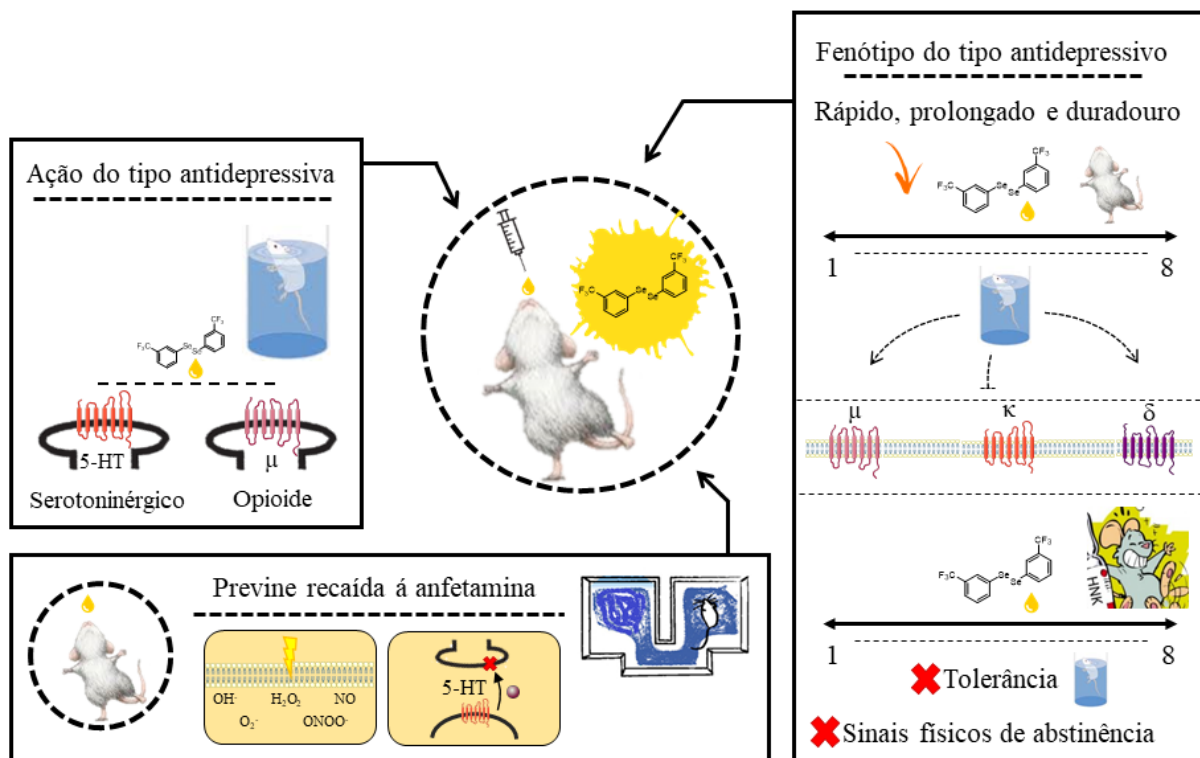 Ação do tipo antidepressiva
F₃C
Se
Se
CF₃
5-HT
μ
Serotoninérgico
Opioide
F₃C
Se
Se
CF₃
Fenótipo do tipo antidepressivo
Rápido, prolongado e duradouro
F₃C
Se
Se
CF₃
1
8
μ
κ
δ
F₃C
Se
Se
CF₃
HNK
1
8
Tolerância
Sinais físicos de abstinência
Previne recaída á anfetamina
OH· H₂O₂ NO
O₂⁻ ONOO⁻
5-HT